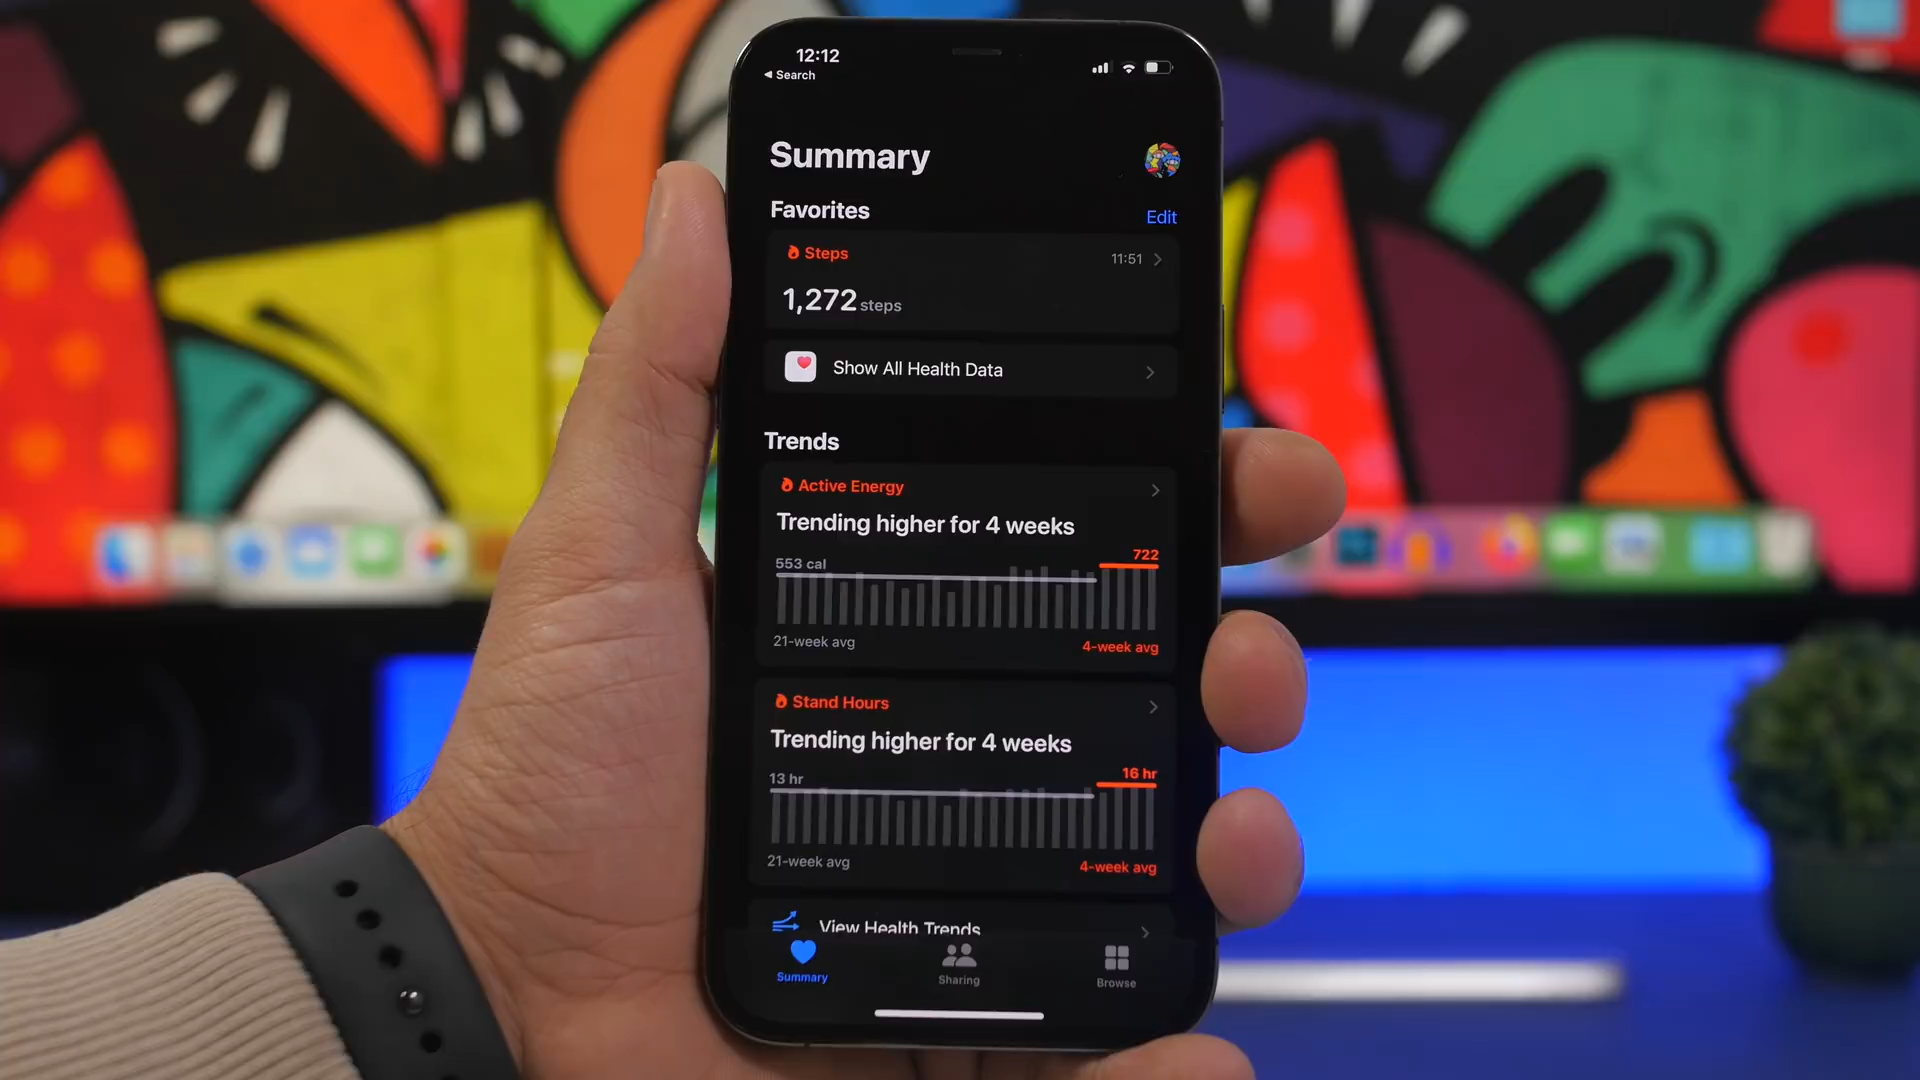 12:12
Search
Summary
Favorites
Edit
Steps
11:51
1,272 steps
Show All Health Data
Trends
Active Energy
Trending higher for 4 weeks
553 cal
722
21-week avg
4-week avg
Stand Hours
Trending higher for 4 weeks
13 hr
16 hr
21-week avg
4-week avg
View Health Trends
Summary
Sharing
Browse